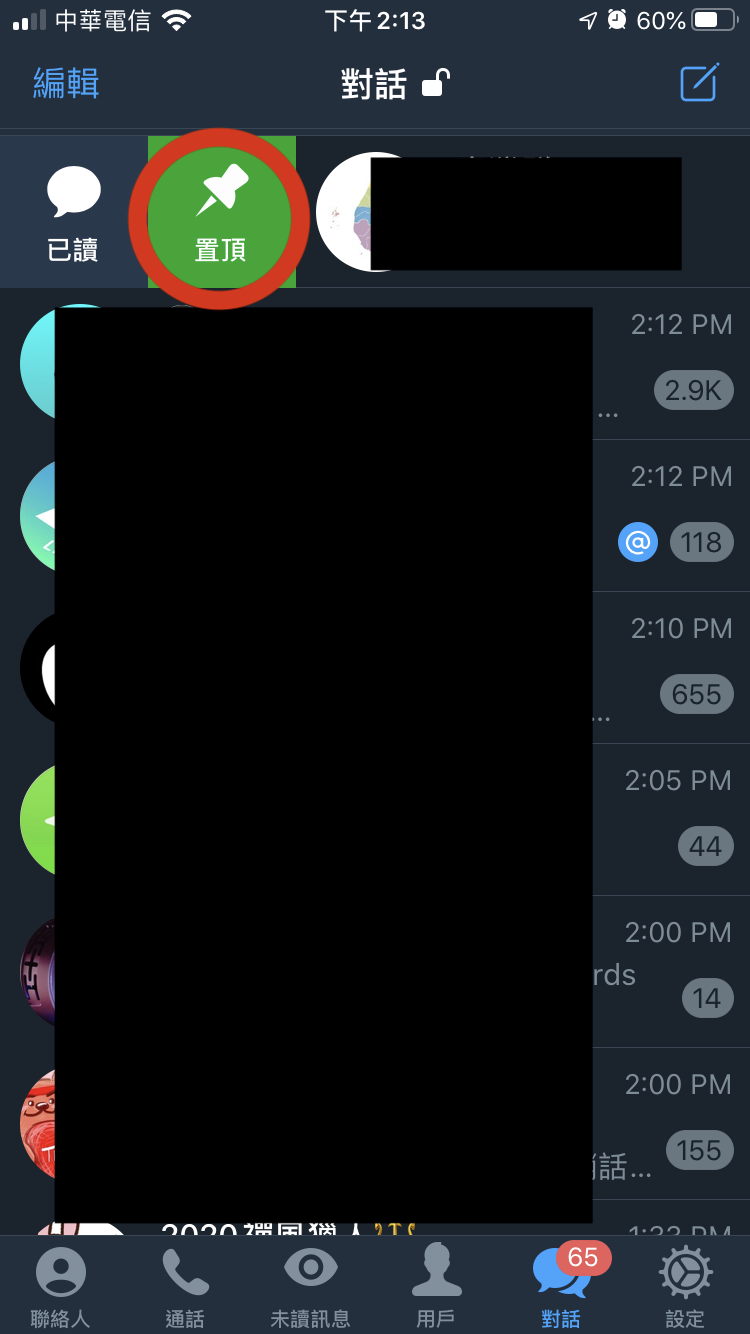 中華電信 下午 2:13 60%
編輯 對話
已讀 置頂
2:12 PM
2.9K
...
2:12 PM
@ 118
2:10 PM
655
...
2:05 PM
44
2:00 PM
rds
14
2:00 PM
155
話...
2020
1:33 PM
65
聯絡人 通話 未讀訊息 用戶 對話 設定